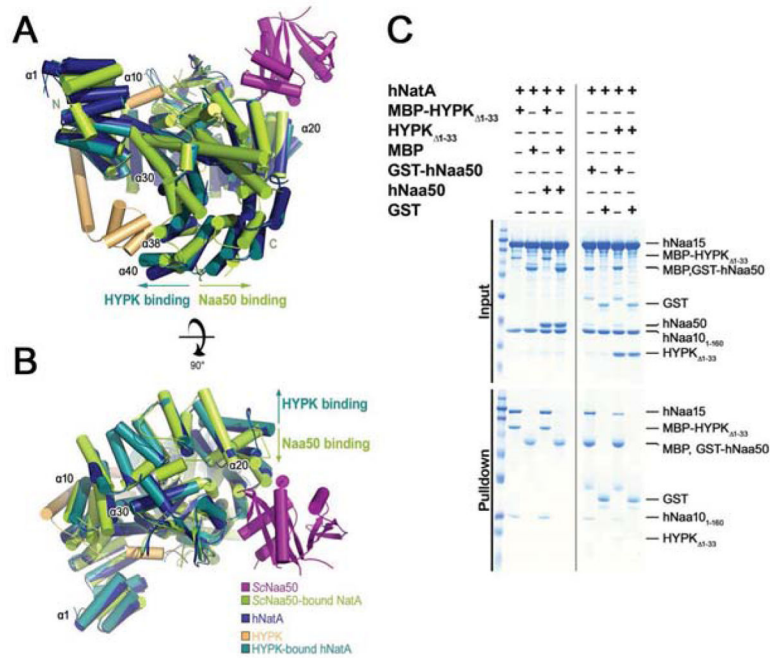 A
α1
α10
N
α20
α30
α38
C
α40
HYPK binding
Naa50 binding
90°
B
HYPK binding
Naa50 binding
α10
α20
α30
α1
ScNaa50
ScNaa50-bound NatA
hNatA
HYPK
HYPK-bound hNatA
C
hNatA + + + + + + + +
MBP-HYPKΔ1-33 + – + – – – – –
HYPKΔ1-33 – – – – – – + +
MBP – + – + – – – –
GST-hNaa50 – – – – + – + –
hNaa50 – – + + – – – –
GST – – – – – + – +
Input
hNaa15
MBP-HYPKΔ1-33
MBP,GST-hNaa50
GST
hNaa50
hNaa101-160
HYPKΔ1-33
Pulldown
hNaa15
MBP-HYPKΔ1-33
MBP, GST-hNaa50
GST
hNaa101-160
HYPKΔ1-33